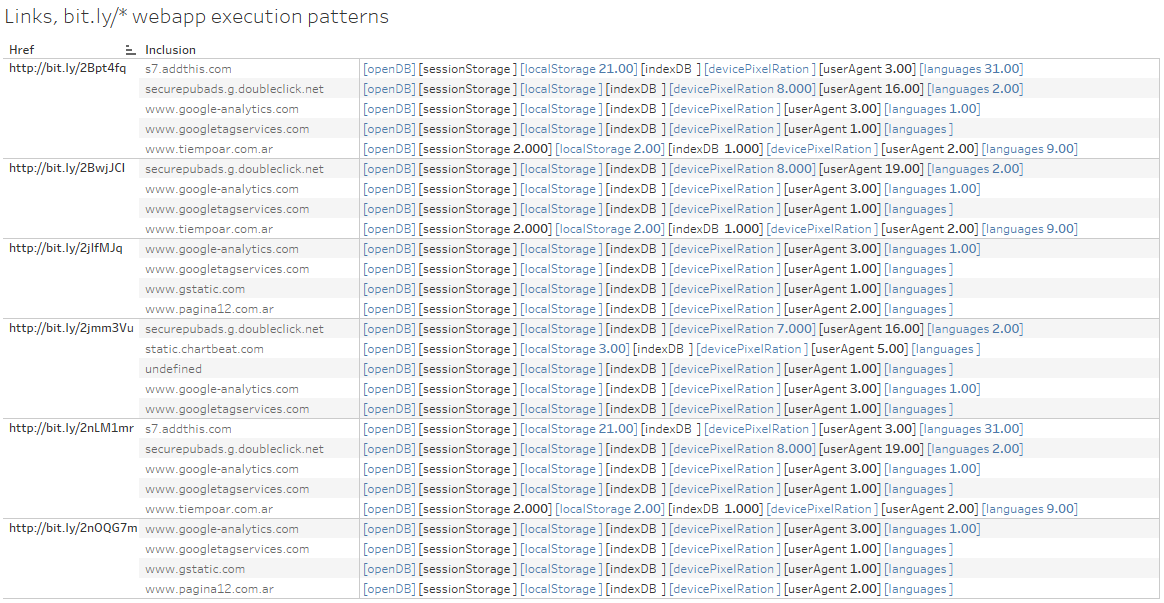 Links, bit.ly/* webapp execution patterns
Href Inclusion
http://bit.ly/2Bpt4fq s7.addthis.com [openDB] [sessionStorage ] [localStorage 21.00] [indexDB ] [devicePixelRation ] [userAgent 3.00] [languages 31.00]
securepubads.g.doubleclick.net [openDB] [sessionStorage ] [localStorage ] [indexDB ] [devicePixelRation 8.000] [userAgent 16.00] [languages 2.00]
www.google-analytics.com [openDB] [sessionStorage ] [localStorage ] [indexDB ] [devicePixelRation ] [userAgent 3.00] [languages 1.00]
www.googletagservices.com [openDB] [sessionStorage ] [localStorage ] [indexDB ] [devicePixelRation ] [userAgent 1.00] [languages ]
www.tiempoar.com.ar [openDB] [sessionStorage 2.000] [localStorage 2.00] [indexDB 1.000] [devicePixelRation ] [userAgent 2.00] [languages 9.00]
http://bit.ly/2BwjJCl securepubads.g.doubleclick.net [openDB] [sessionStorage ] [localStorage ] [indexDB ] [devicePixelRation 8.000] [userAgent 19.00] [languages 2.00]
www.google-analytics.com [openDB] [sessionStorage ] [localStorage ] [indexDB ] [devicePixelRation ] [userAgent 3.00] [languages 1.00]
www.googletagservices.com [openDB] [sessionStorage ] [localStorage ] [indexDB ] [devicePixelRation ] [userAgent 1.00] [languages ]
www.tiempoar.com.ar [openDB] [sessionStorage 2.000] [localStorage 2.00] [indexDB 1.000] [devicePixelRation ] [userAgent 2.00] [languages 9.00]
http://bit.ly/2jlfMJq www.google-analytics.com [openDB] [sessionStorage ] [localStorage ] [indexDB ] [devicePixelRation ] [userAgent 3.00] [languages 1.00]
www.googletagservices.com [openDB] [sessionStorage ] [localStorage ] [indexDB ] [devicePixelRation ] [userAgent 1.00] [languages ]
www.gstatic.com [openDB] [sessionStorage ] [localStorage ] [indexDB ] [devicePixelRation ] [userAgent 1.00] [languages ]
www.pagina12.com.ar [openDB] [sessionStorage ] [localStorage ] [indexDB ] [devicePixelRation ] [userAgent 2.00] [languages ]
http://bit.ly/2jmm3Vu securepubads.g.doubleclick.net [openDB] [sessionStorage ] [localStorage ] [indexDB ] [devicePixelRation 7.000] [userAgent 16.00] [languages 2.00]
static.chartbeat.com [openDB] [sessionStorage ] [localStorage 3.00] [indexDB ] [devicePixelRation ] [userAgent 5.00] [languages ]
undefined [openDB] [sessionStorage ] [localStorage ] [indexDB ] [devicePixelRation ] [userAgent 1.00] [languages ]
www.google-analytics.com [openDB] [sessionStorage ] [localStorage ] [indexDB ] [devicePixelRation ] [userAgent 3.00] [languages 1.00]
www.googletagservices.com [openDB] [sessionStorage ] [localStorage ] [indexDB ] [devicePixelRation ] [userAgent 1.00] [languages ]
http://bit.ly/2nLM1mr s7.addthis.com [openDB] [sessionStorage ] [localStorage 21.00] [indexDB ] [devicePixelRation ] [userAgent 3.00] [languages 31.00]
securepubads.g.doubleclick.net [openDB] [sessionStorage ] [localStorage ] [indexDB ] [devicePixelRation 8.000] [userAgent 19.00] [languages 2.00]
www.google-analytics.com [openDB] [sessionStorage ] [localStorage ] [indexDB ] [devicePixelRation ] [userAgent 3.00] [languages 1.00]
www.googletagservices.com [openDB] [sessionStorage ] [localStorage ] [indexDB ] [devicePixelRation ] [userAgent 1.00] [languages ]
www.tiempoar.com.ar [openDB] [sessionStorage 2.000] [localStorage 2.00] [indexDB 1.000] [devicePixelRation ] [userAgent 2.00] [languages 9.00]
http://bit.ly/2nOQG7m www.google-analytics.com [openDB] [sessionStorage ] [localStorage ] [indexDB ] [devicePixelRation ] [userAgent 3.00] [languages 1.00]
www.googletagservices.com [openDB] [sessionStorage ] [localStorage ] [indexDB ] [devicePixelRation ] [userAgent 1.00] [languages ]
www.gstatic.com [openDB] [sessionStorage ] [localStorage ] [indexDB ] [devicePixelRation ] [userAgent 1.00] [languages ]
www.pagina12.com.ar [openDB] [sessionStorage ] [localStorage ] [indexDB ] [devicePixelRation ] [userAgent 2.00] [languages ]